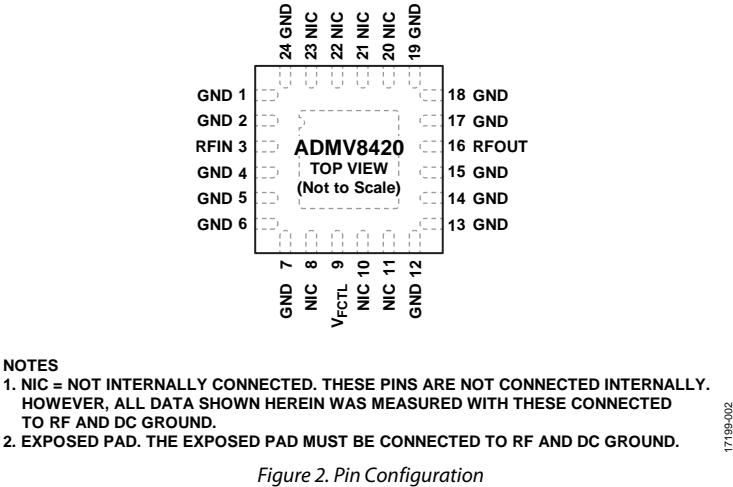 24 GND
23 NIC
22 NIC
21 NIC
20 NIC
19 GND
GND 1
GND 2
RFIN 3
GND 4
GND 5
GND 6
ADMV8420
TOP VIEW
(Not to Scale)
18 GND
17 GND
16 RFOUT
15 GND
14 GND
13 GND
GND 7
NIC 8
VFCTL 9
NIC 10
NIC 11
GND 12
NOTES
1. NIC = NOT INTERNALLY CONNECTED. THESE PINS ARE NOT CONNECTED INTERNALLY.
HOWEVER, ALL DATA SHOWN HEREIN WAS MEASURED WITH THESE CONNECTED
TO RF AND DC GROUND.
2. EXPOSED PAD. THE EXPOSED PAD MUST BE CONNECTED TO RF AND DC GROUND.
17199-002
Figure 2. Pin Configuration